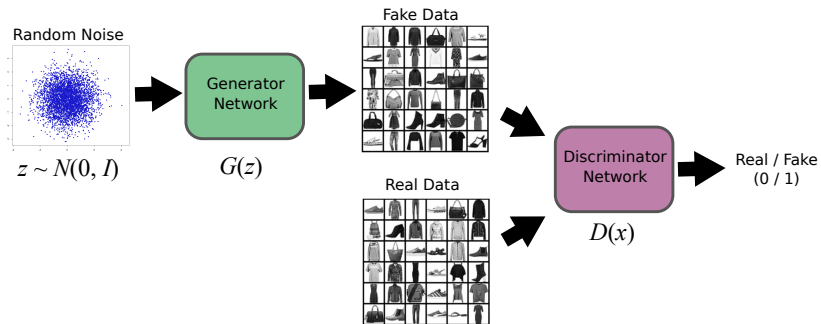 Random Noise
z ~ N(0, I)
Generator
Network
G(z)
Fake Data
Real Data
Discriminator
Network
D(x)
Real / Fake
(0 / 1)